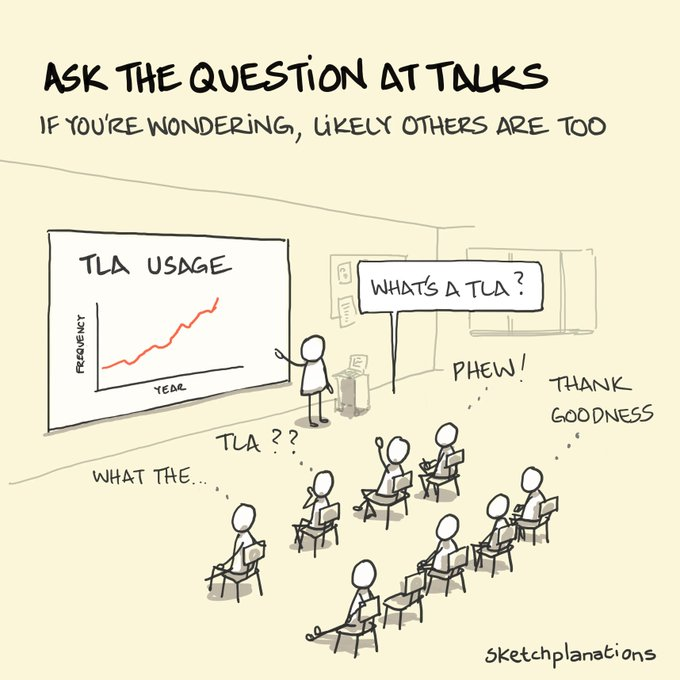 ASK THE QUESTION AT TALKS
IF YOU'RE WONDERING, LIKELY OTHERS ARE TOO
TLA USAGE
FREQUENCY
YEAR
WHAT'S A TLA?
PHEW!
THANK
GOODNESS
TLA ??
WHAT THE...
sketchplanations